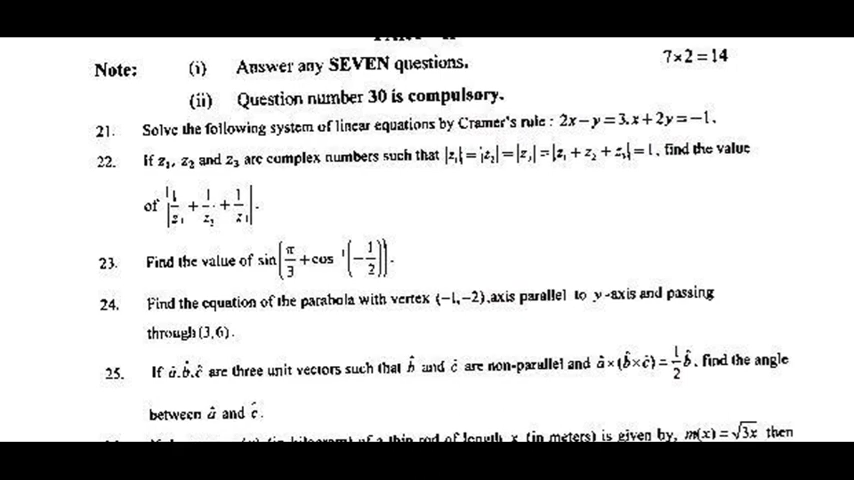 Note: (i) Answer any SEVEN questions. 7×2=14
(ii) Question number 30 is compulsory.
21. Solve the following system of linear equations by Cramer's rule : 2x−y=3, x+2y=−1.
22. If z₁, z₂ and z₃ are complex numbers such that |z₁|=|z₂|=|z₃|=|z₁+z₂+z₃|=1, find the value
of |1/z₁ + 1/z₂ + 1/z₃|.
23. Find the value of sin(π/3 + cos⁻¹(−1/2)).
24. Find the equation of the parabola with vertex (−1,−2), axis parallel to y-axis and passing
through (3,6).
25. If â, b̂, ĉ are three unit vectors such that b̂ and ĉ are non-parallel and â×(b̂×ĉ)=1/2 b̂, find the angle
between â and ĉ.
(in kilogram) of a thin rod of length x (in meters) is given by, m(x)=√3x then